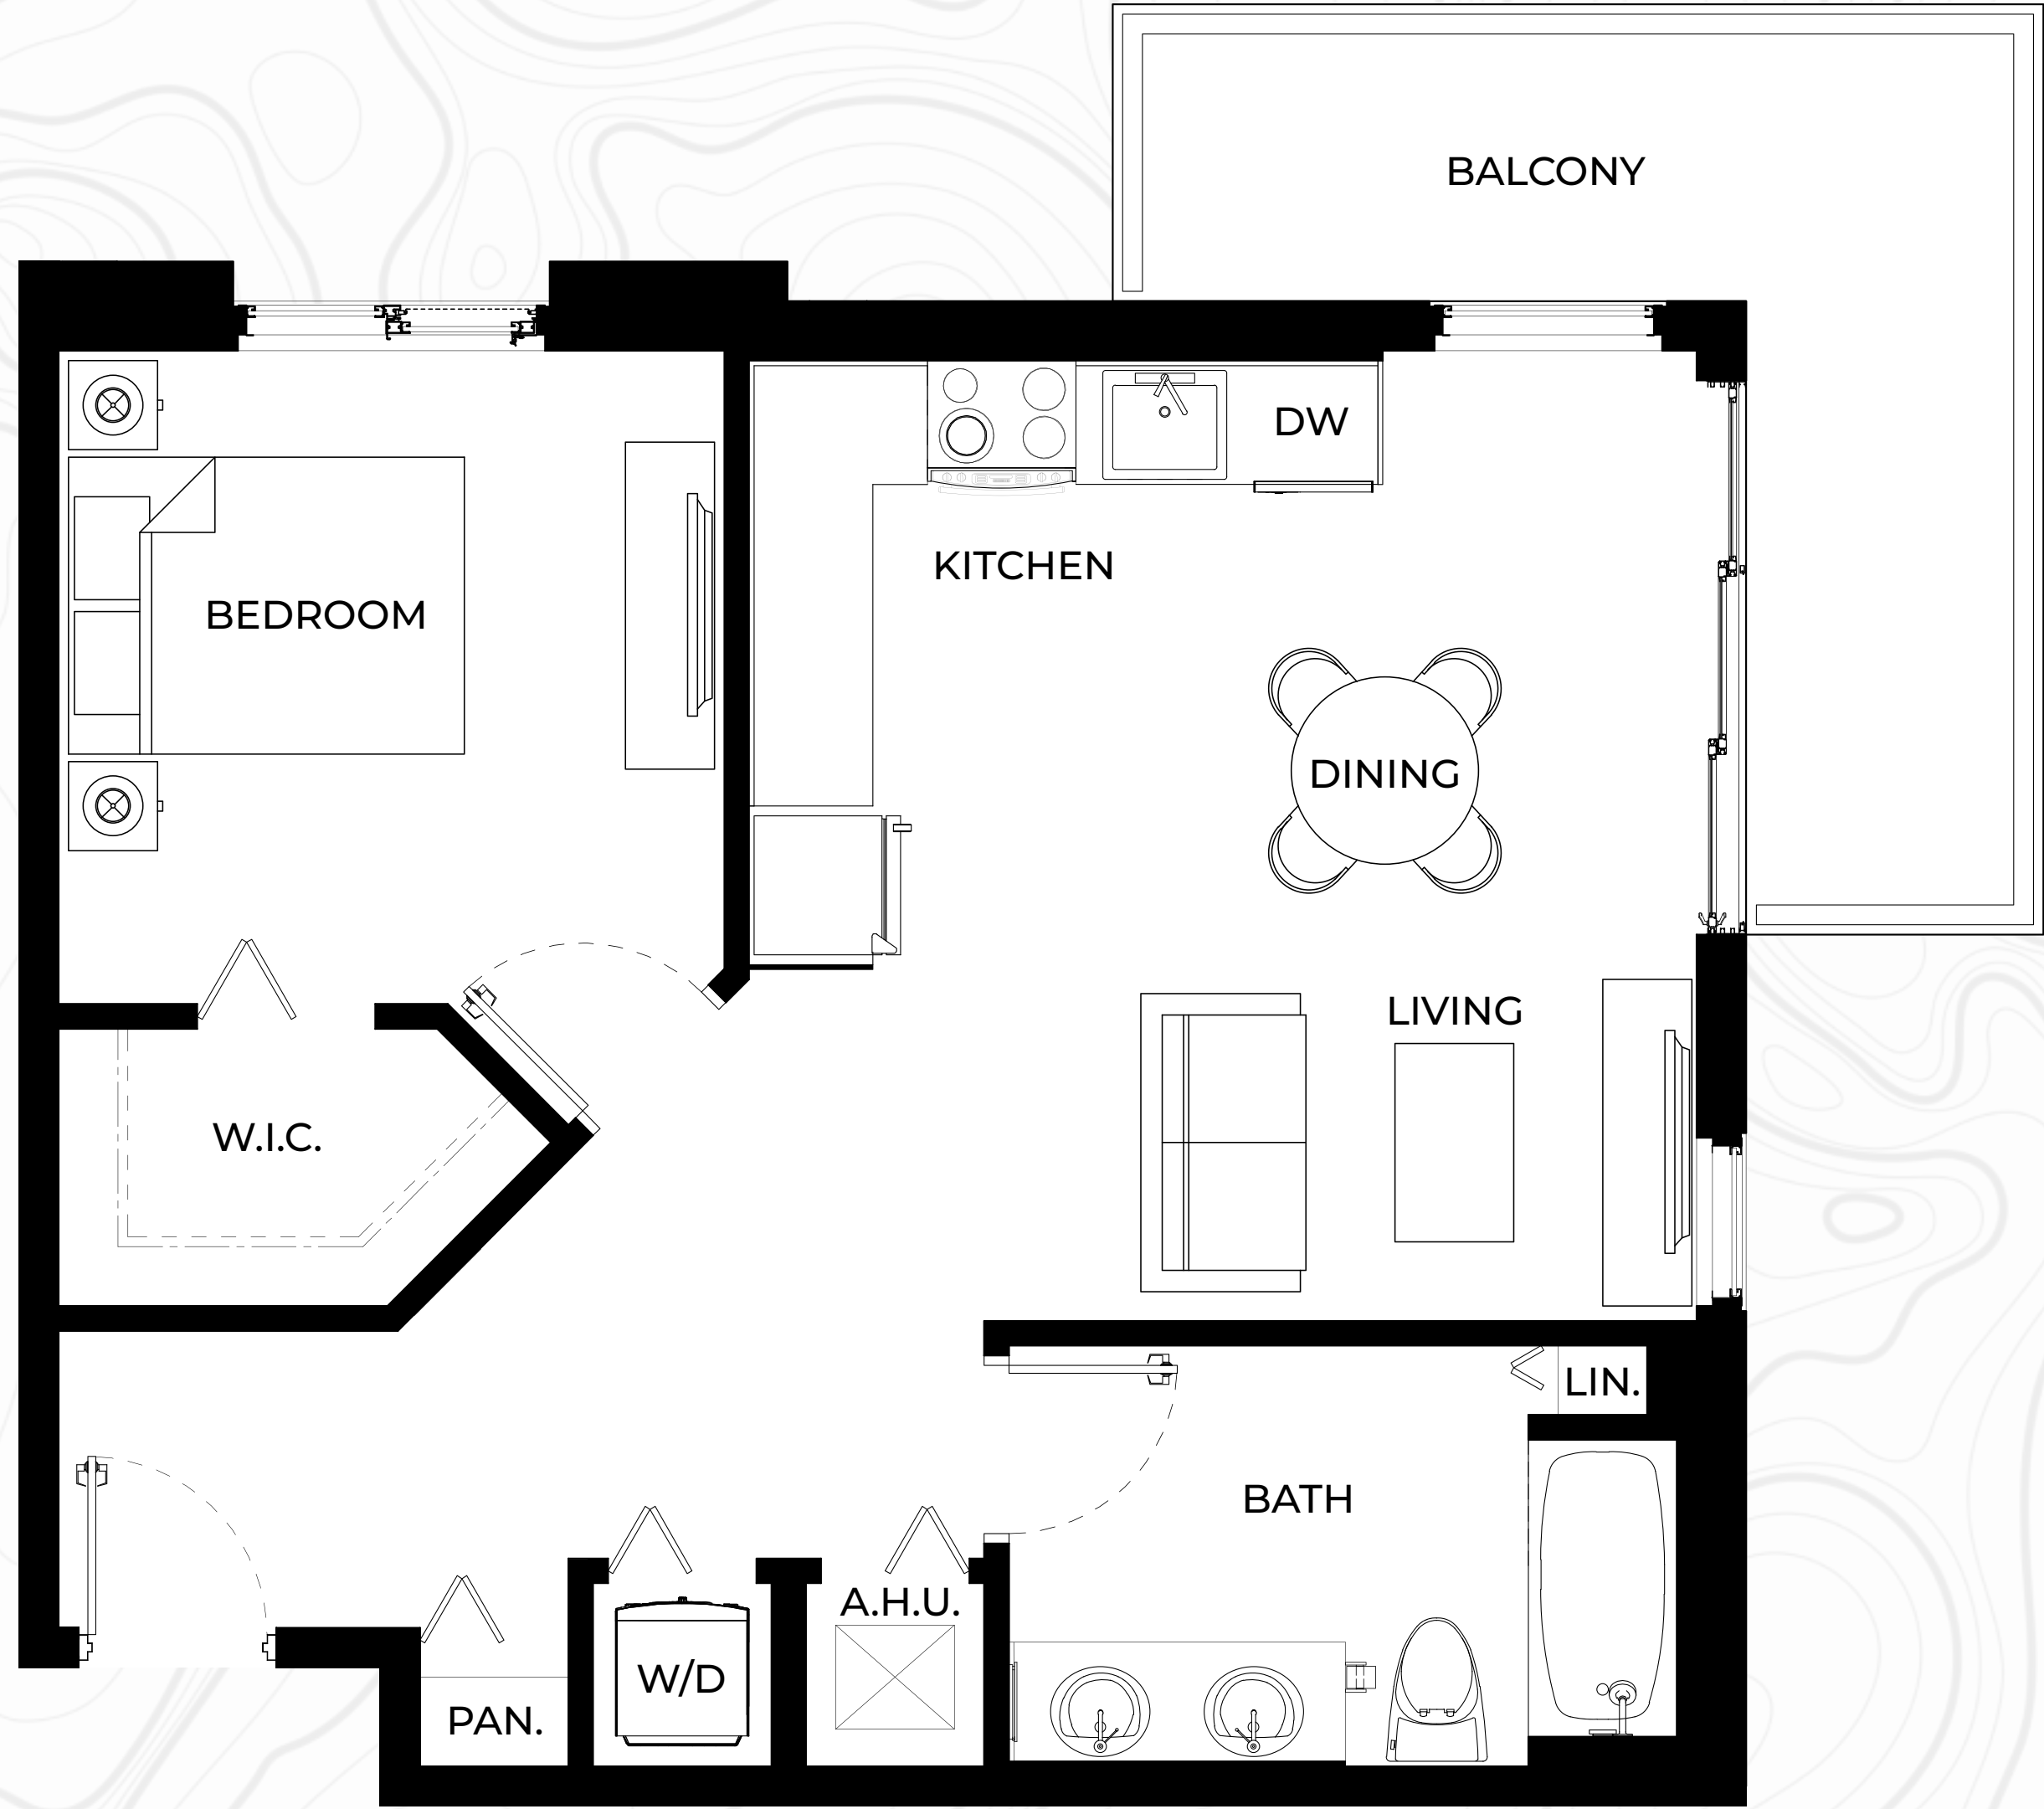 BALCONY
DW
KITCHEN
BEDROOM
DINING
LIVING
W.I.C.
LIN.
BATH
A.H.U.
W/D
PAN.